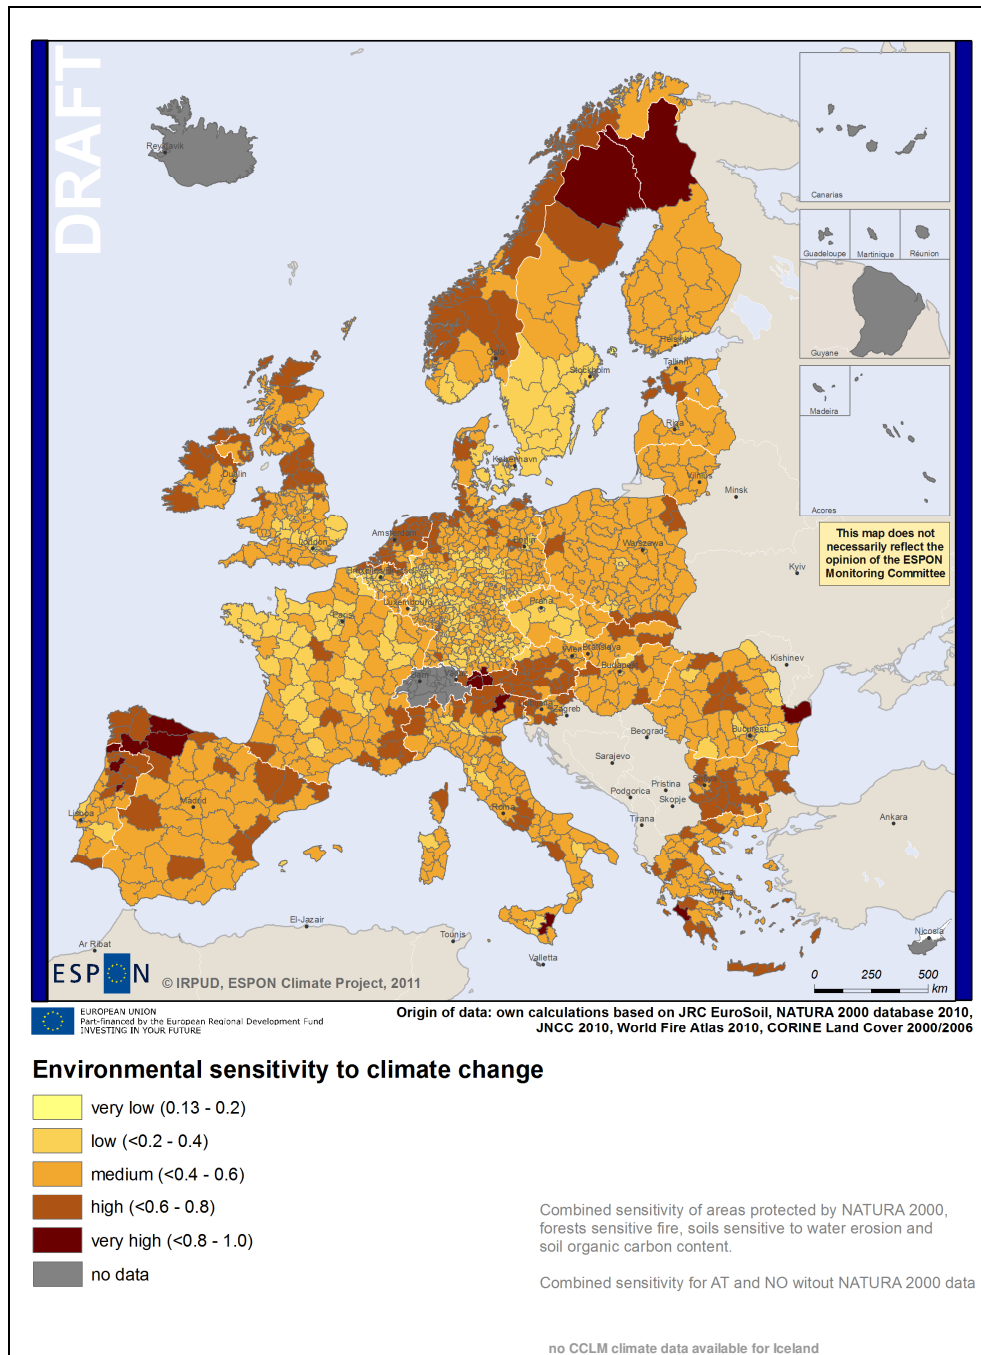 DRAFT
Reykjavik
Canarias
Guadeloupe
Martinique
Réunion
Guyane
Madeira
Acores
Oslo
Helsinki
Tallinn
Stockholm
Riga
København
Vilnius
Minsk
Dublin
London
Amsterdam
Berlin
Warszawa
This map does not
necessarily reflect the
opinion of the ESPON
Monitoring Committee
Kyiv
Luxembourg
Praha
Paris
Wien
Bratislava
Budapest
Kishinev
Bern
Zagreb
Beograd
Bucuresti
Sarajevo
Sofiya
Pristina
Podgorica
Skopje
Tirana
Ankara
Madrid
Lisboa
Roma
Athinai
El-Jazair
Tounis
Ar Ribat
Valletta
Nicosia
ESPON
© IRPUD, ESPON Climate Project, 2011
0 250 500
km
EUROPEAN UNION
Part-financed by the European Regional Development Fund
INVESTING IN YOUR FUTURE
Origin of data: own calculations based on JRC EuroSoil, NATURA 2000 database 2010,
JNCC 2010, World Fire Atlas 2010, CORINE Land Cover 2000/2006
Environmental sensitivity to climate change
very low (0.13 - 0.2)
low (<0.2 - 0.4)
medium (<0.4 - 0.6)
high (<0.6 - 0.8)
very high (<0.8 - 1.0)
no data
Combined sensitivity of areas protected by NATURA 2000,
forests sensitive fire, soils sensitive to water erosion and
soil organic carbon content.
Combined sensitivity for AT and NO witout NATURA 2000 data
no CCLM climate data available for Iceland